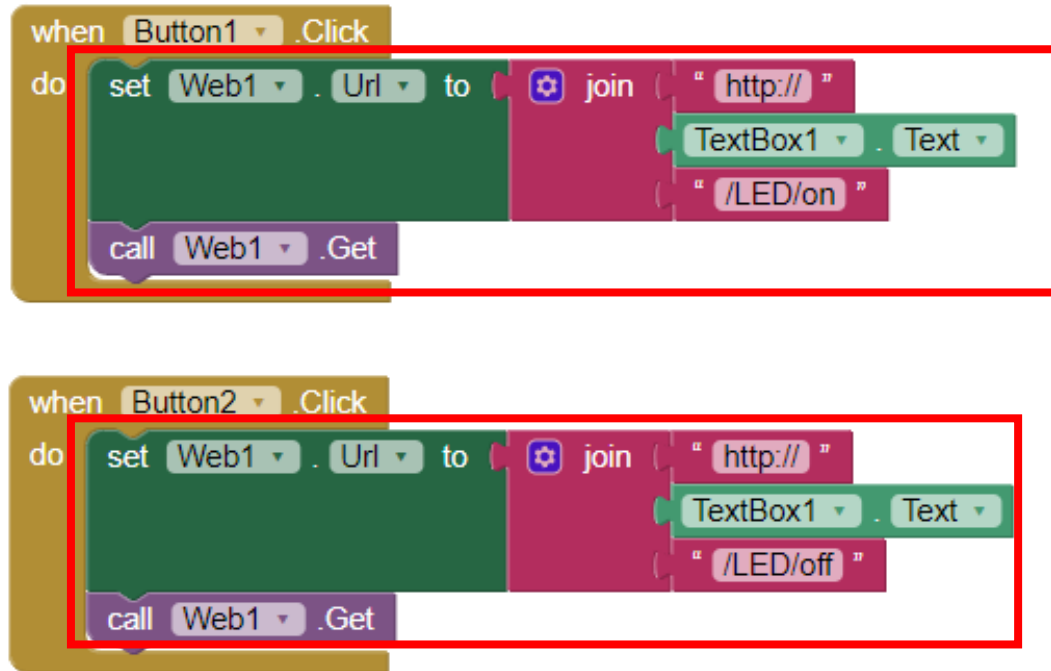 when Button1 .Click
do set Web1 . Url to join " http:// "
TextBox1 . Text
" /LED/on "
call Web1 .Get
when Button2 .Click
do set Web1 . Url to join " http:// "
TextBox1 . Text
" /LED/off "
call Web1 .Get